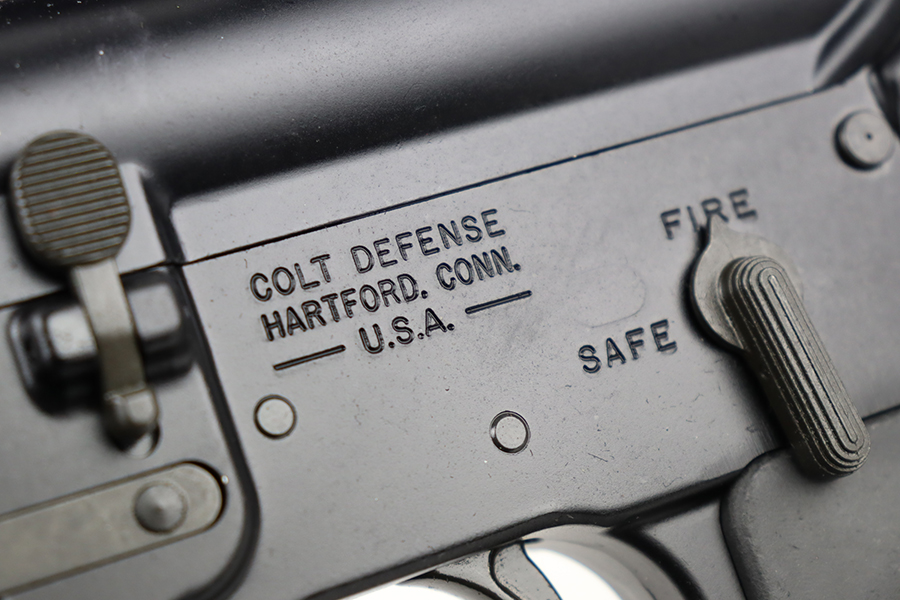 COLT DEFENSE
HARTFORD. CONN.
U.S.A.
FIRE
SAFE